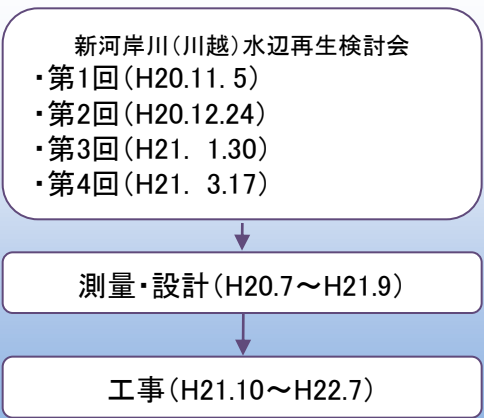 新河岸川(川越)水辺再生検討会
・第1回(H20.11. 5)
・第2回(H20.12.24)
・第3回(H21. 1.30)
・第4回(H21. 3.17)
測量・設計(H20.7～H21.9)
工事(H21.10～H22.7)